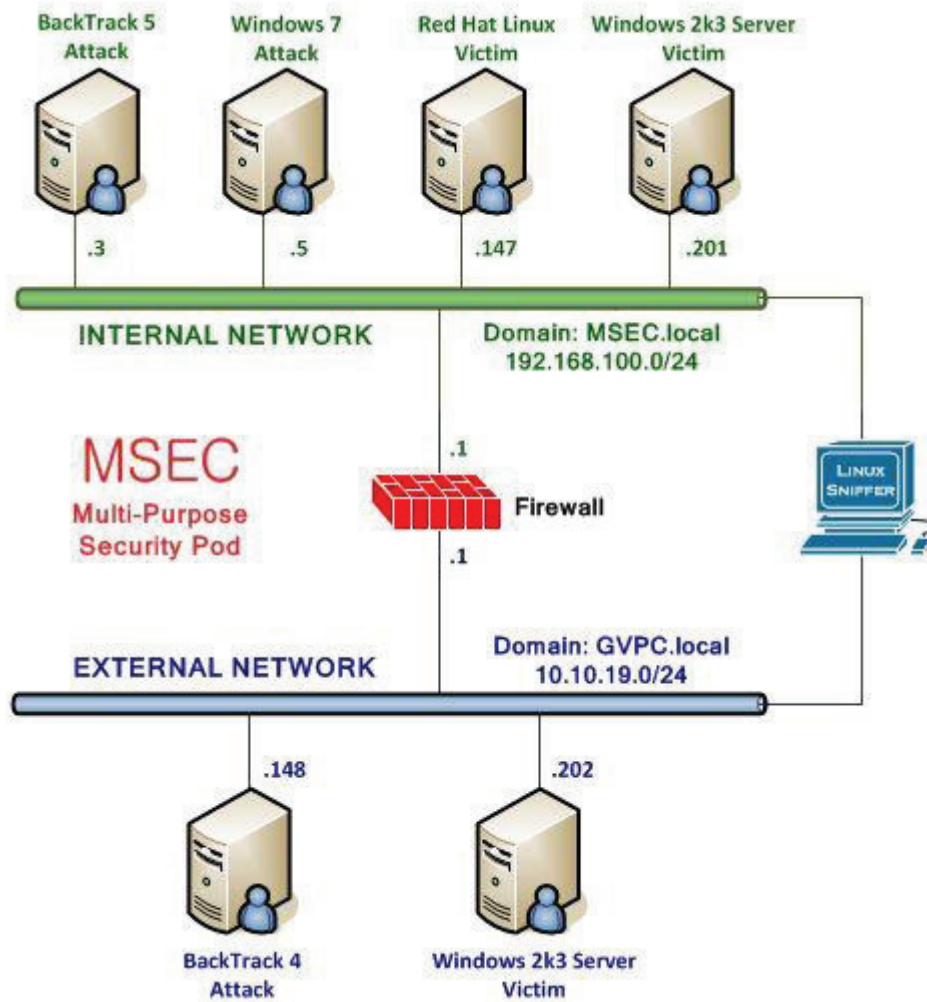 BackTrack 5
Attack
Windows 7
Attack
Red Hat Linux
Victim
Windows 2k3 Server
Victim
.3
.5
.147
.201
INTERNAL NETWORK
Domain: MSEC.local
192.168.100.0/24
MSEC
Multi-Purpose
Security Pod
.1
Firewall
.1
LINUX
SNIFFER
EXTERNAL NETWORK
Domain: GVPC.local
10.10.19.0/24
.148
.202
BackTrack 4
Attack
Windows 2k3 Server
Victim